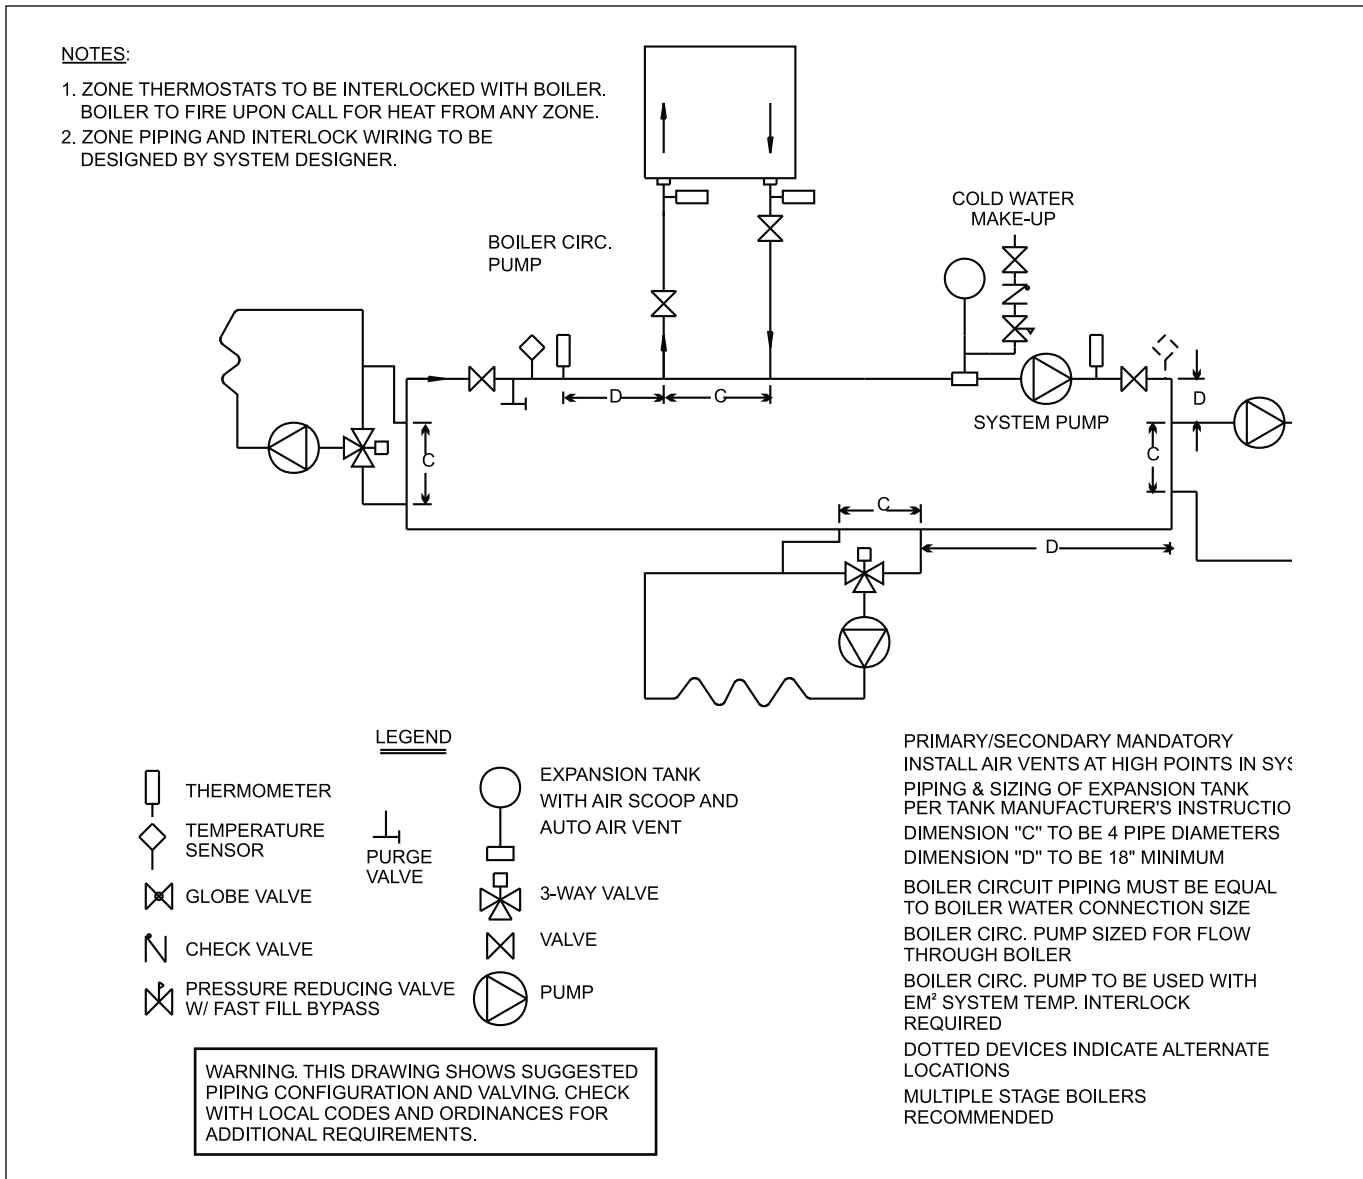 NOTES:
1. ZONE THERMOSTATS TO BE INTERLOCKED WITH BOILER.
BOILER TO FIRE UPON CALL FOR HEAT FROM ANY ZONE.
2. ZONE PIPING AND INTERLOCK WIRING TO BE
DESIGNED BY SYSTEM DESIGNER.
BOILER CIRC.
PUMP
COLD WATER
MAKE-UP
D
C
SYSTEM PUMP
D
C
C
C
D
LEGEND
THERMOMETER
TEMPERATURE
SENSOR
GLOBE VALVE
CHECK VALVE
PRESSURE REDUCING VALVE
W/ FAST FILL BYPASS
PURGE
VALVE
EXPANSION TANK
WITH AIR SCOOP AND
AUTO AIR VENT
3-WAY VALVE
VALVE
PUMP
PRIMARY/SECONDARY MANDATORY
INSTALL AIR VENTS AT HIGH POINTS IN SYS
PIPING & SIZING OF EXPANSION TANK
PER TANK MANUFACTURER'S INSTRUCTIO
DIMENSION "C" TO BE 4 PIPE DIAMETERS
DIMENSION "D" TO BE 18" MINIMUM
BOILER CIRCUIT PIPING MUST BE EQUAL
TO BOILER WATER CONNECTION SIZE
BOILER CIRC. PUMP SIZED FOR FLOW
THROUGH BOILER
BOILER CIRC. PUMP TO BE USED WITH
EM² SYSTEM TEMP. INTERLOCK
REQUIRED
DOTTED DEVICES INDICATE ALTERNATE
LOCATIONS
MULTIPLE STAGE BOILERS
RECOMMENDED
WARNING. THIS DRAWING SHOWS SUGGESTED
PIPING CONFIGURATION AND VALVING. CHECK
WITH LOCAL CODES AND ORDINANCES FOR
ADDITIONAL REQUIREMENTS.